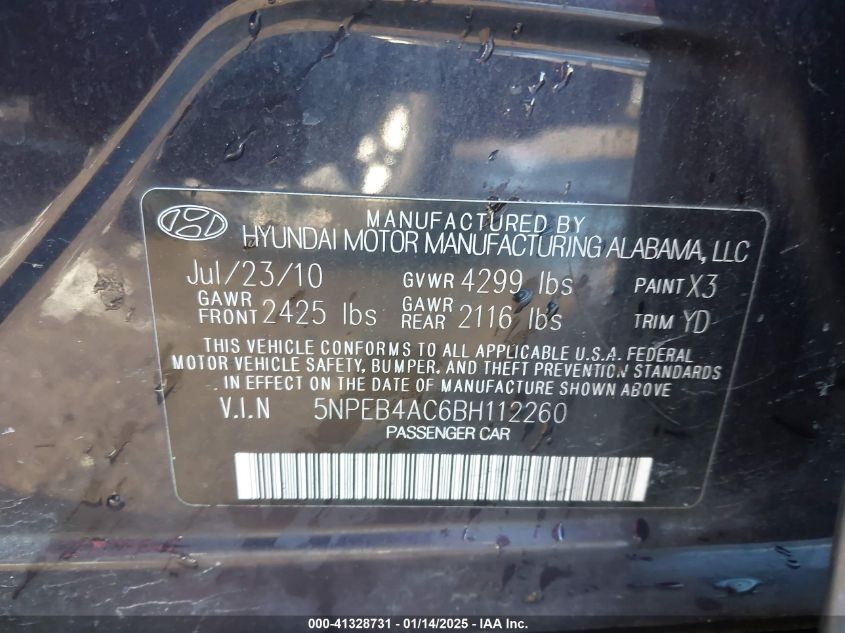 MANUFACTURED BY
HYUNDAI MOTOR MANUFACTURING ALABAMA, LLC
Jul/23/10 GVWR 4299 lbs PAINT X3
GAWR FRONT 2425 lbs GAWR REAR 2116 lbs TRIM YD
THIS VEHICLE CONFORMS TO ALL APPLICABLE U.S.A. FEDERAL
MOTOR VEHICLE SAFETY, BUMPER, AND THEFT PREVENTION STANDARDS
IN EFFECT ON THE DATE OF MANUFACTURE SHOWN ABOVE
V.I.N 5NPEB4AC6BH112260
PASSENGER CAR
000-41328731 - 01/14/2025 - IAA Inc.